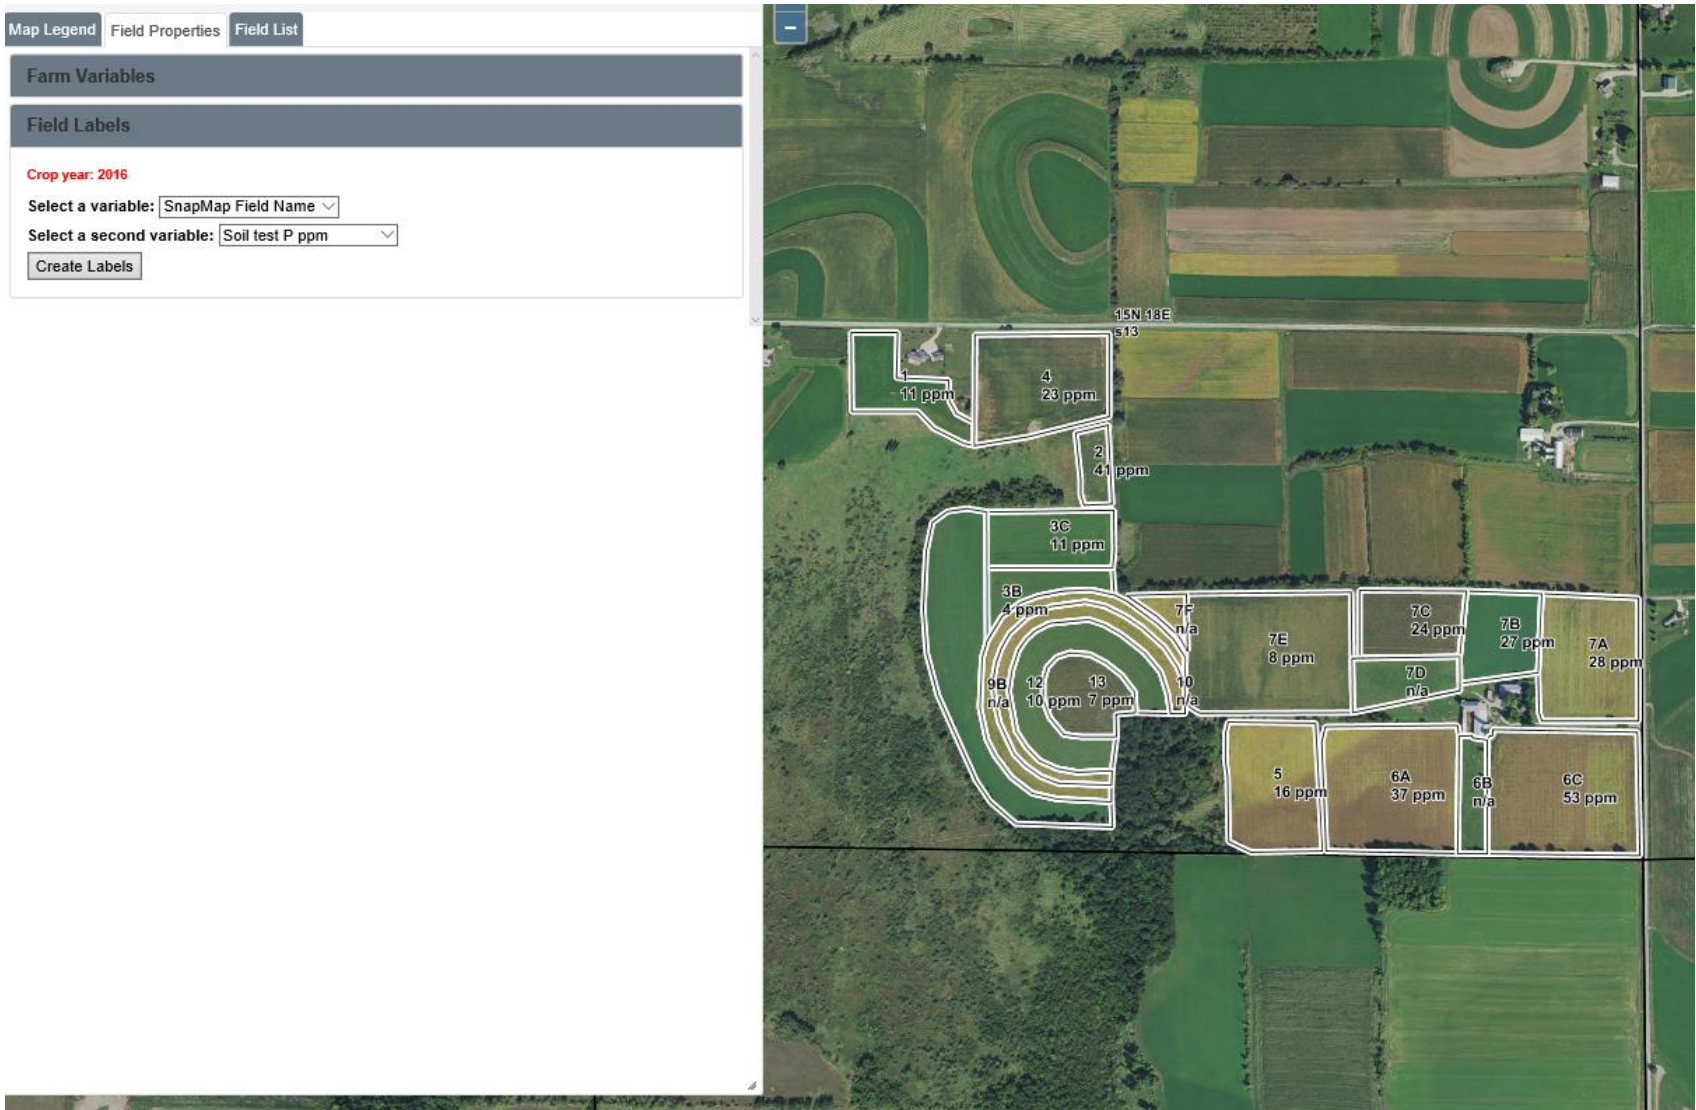 Map Legend
Field Properties
Field List
Farm Variables
Field Labels
Crop year: 2016
Select a variable: SnapMap Field Name
Select a second variable: Soil test P ppm
Create Labels
−
15N 18E
s13
1
11 ppm
4
23 ppm
2
41 ppm
3C
11 ppm
3B
4 ppm
7F
n/a
7E
8 ppm
7C
24 ppm
7B
27 ppm
7A
28 ppm
7D
n/a
9B
n/a
12
10 ppm
13
7 ppm
10
n/a
5
16 ppm
6A
37 ppm
6B
n/a
6C
53 ppm